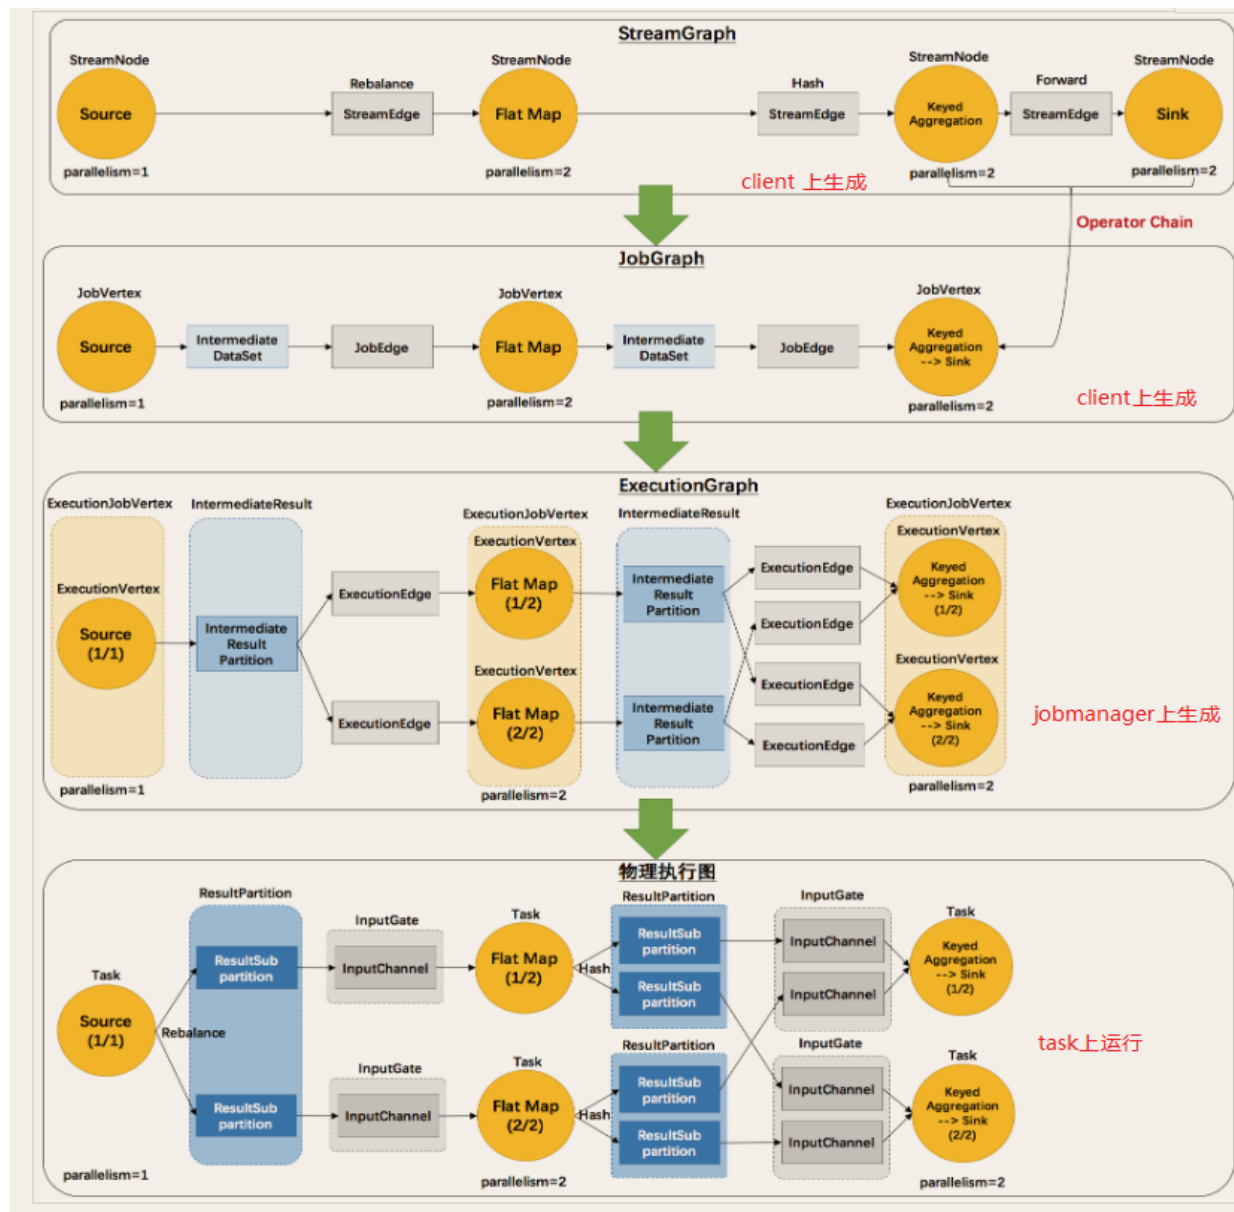 StreamGraph
StreamNode
StreamNode
StreamNode
StreamNode
Rebalance
Hash
Forward
Source
StreamEdge
Flat Map
StreamEdge
Keyed
Aggregation
StreamEdge
Sink
parallelism=1
parallelism=2
parallelism=2
parallelism=2
client 上生成
Operator Chain
JobGraph
JobVertex
JobVertex
JobVertex
Source
Intermediate
DataSet
JobEdge
Flat Map
Intermediate
DataSet
JobEdge
Keyed
Aggregation
--> Sink
parallelism=1
parallelism=2
parallelism=2
client上生成
ExecutionGraph
ExecutionJobVertex
IntermediateResult
ExecutionJobVertex
IntermediateResult
ExecutionJobVertex
ExecutionVertex
Source
(1/1)
Intermediate
Result
Partition
ExecutionEdge
ExecutionEdge
ExecutionVertex
Flat Map
(1/2)
ExecutionVertex
Flat Map
(2/2)
Intermediate
Result
Partition
Intermediate
Result
Partition
ExecutionEdge
ExecutionEdge
ExecutionEdge
ExecutionEdge
ExecutionVertex
Keyed
Aggregation
--> Sink
(1/2)
ExecutionVertex
Keyed
Aggregation
--> Sink
(2/2)
jobmanager上生成
parallelism=1
parallelism=2
parallelism=2
物理执行图
ResultPartition
InputGate
Task
ResultPartition
InputGate
Task
Task
Source
(1/1)
Rebalance
ResultSub
partition
InputChannel
Flat Map
(1/2)
Hash
ResultSub
partition
ResultSub
partition
InputChannel
InputChannel
Keyed
Aggregation
--> Sink
(1/2)
task上运行
InputGate
Task
ResultPartition
InputGate
Task
ResultSub
partition
InputChannel
Flat Map
(2/2)
Hash
ResultSub
partition
ResultSub
partition
InputChannel
InputChannel
Keyed
Aggregation
--> Sink
(2/2)
parallelism=1
parallelism=2
parallelism=2